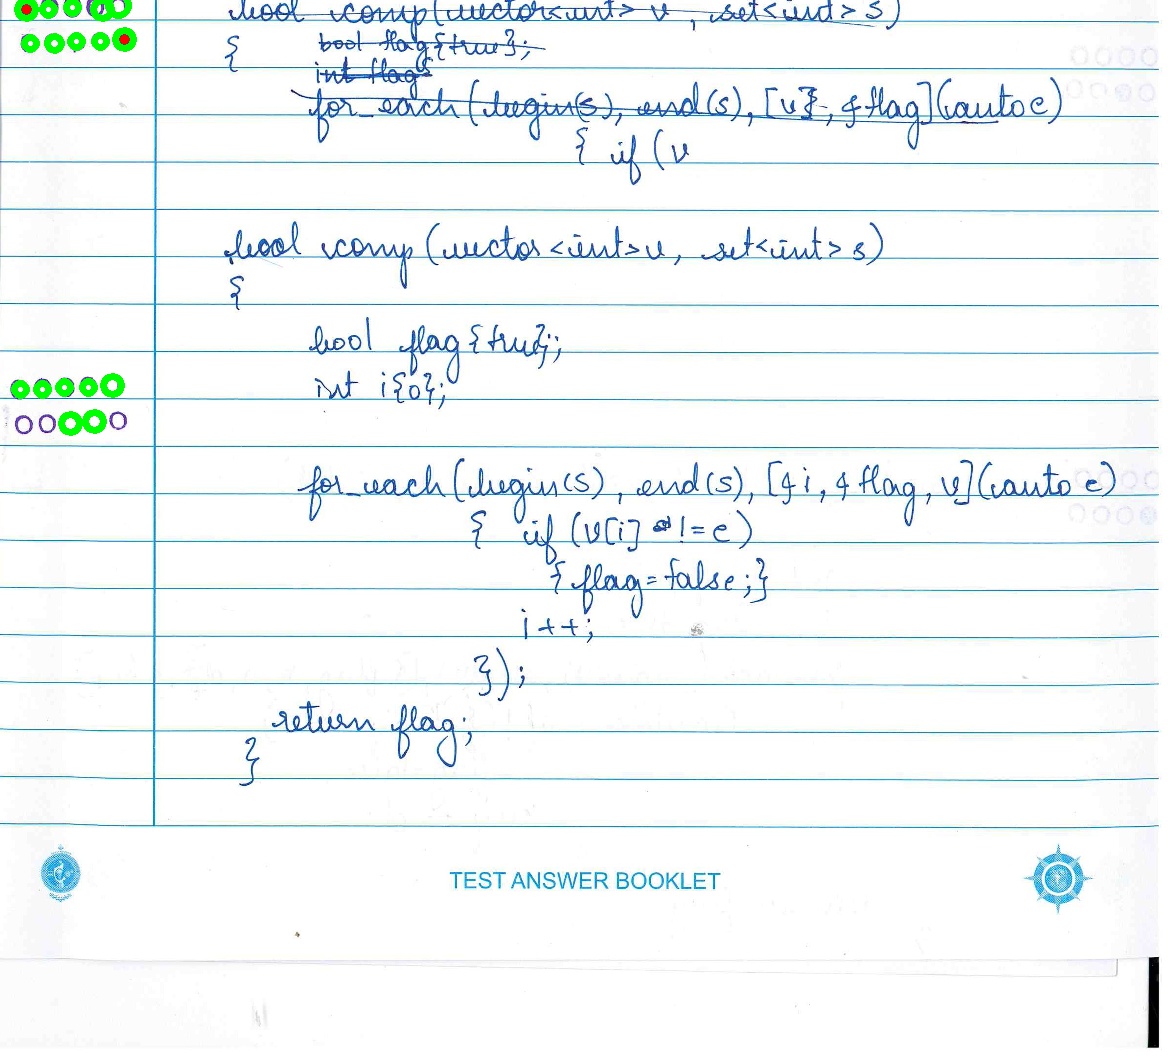 bool comp(vector<int> v, set<int> s)
{ bool flag{true};
int flag
for_each(begin(s), end(s), [v], &flag](auto e)
{ if (v
bool comp (vector<int>v, set<int> s)
{
bool flag{true};
int i{0};
for_each(begin(s), end(s), [&i, &flag, v](auto e)
{ if (v[i] != e)
{flag=false;}
i++;
});
return flag;
}
TEST ANSWER BOOKLET